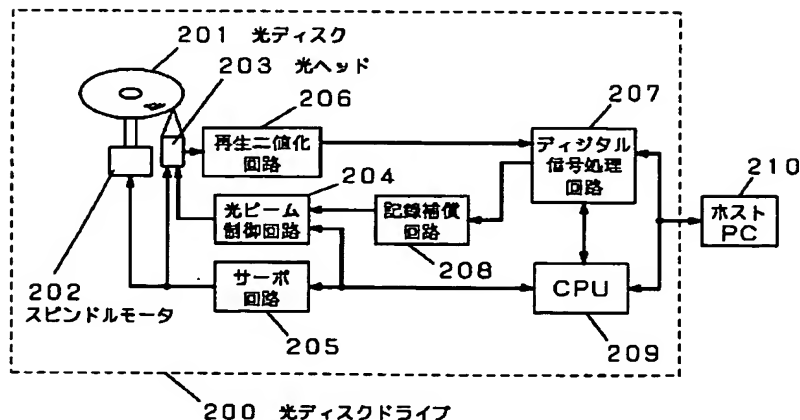 201 光ディスク
203 光ヘッド
206
再生二値化
回路
207
ディジタル
信号処理
回路
204
光ビーム
制御回路
記録補償
回路
208
210
ホスト
PC
202
スピンドルモータ
サーボ
回路
205
CPU
209
200 光ディスクドライブ